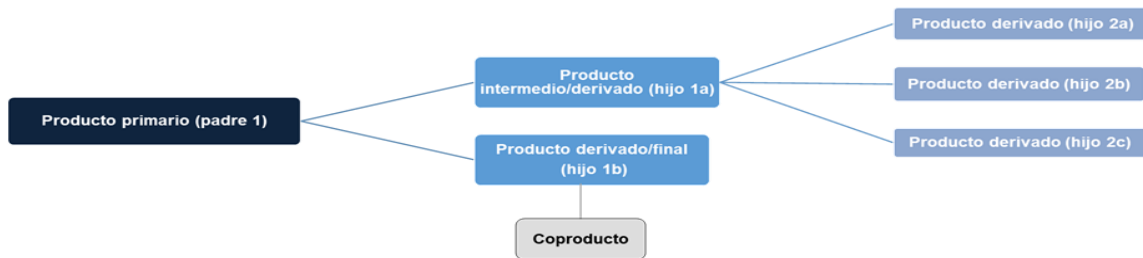 Producto primario (padre 1)
Producto
intermedio/derivado (hijo 1a)
Producto derivado/final
(hijo 1b)
Coproducto
Producto derivado (hijo 2a)
Producto derivado (hijo 2b)
Producto derivado (hijo 2c)